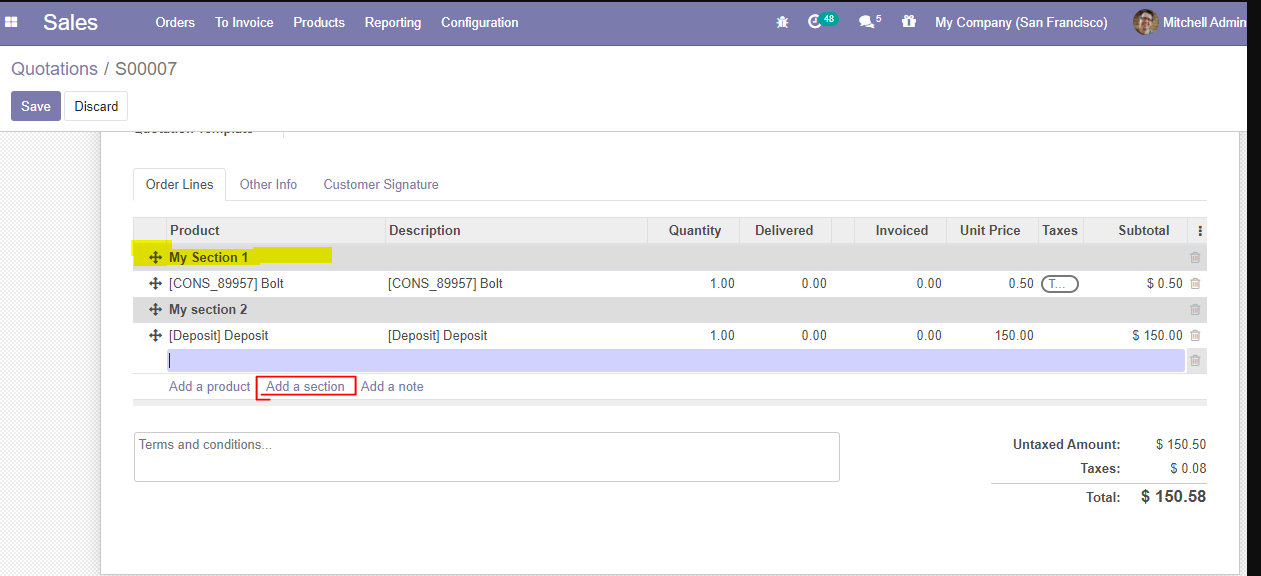 Sales Orders To Invoice Products Reporting Configuration 48 5 My Company (San Francisco) Mitchell Admin
Quotations / S00007
Save Discard
Quotation Template
Order Lines Other Info Customer Signature
Product Description Quantity Delivered Invoiced Unit Price Taxes Subtotal
My Section 1
[CONS_89957] Bolt [CONS_89957] Bolt 1.00 0.00 0.00 0.50 T... $ 0.50
My section 2
[Deposit] Deposit [Deposit] Deposit 1.00 0.00 0.00 150.00 $ 150.00
Add a product Add a section Add a note
Terms and conditions...
Untaxed Amount: $ 150.50
Taxes: $ 0.08
Total: $ 150.58